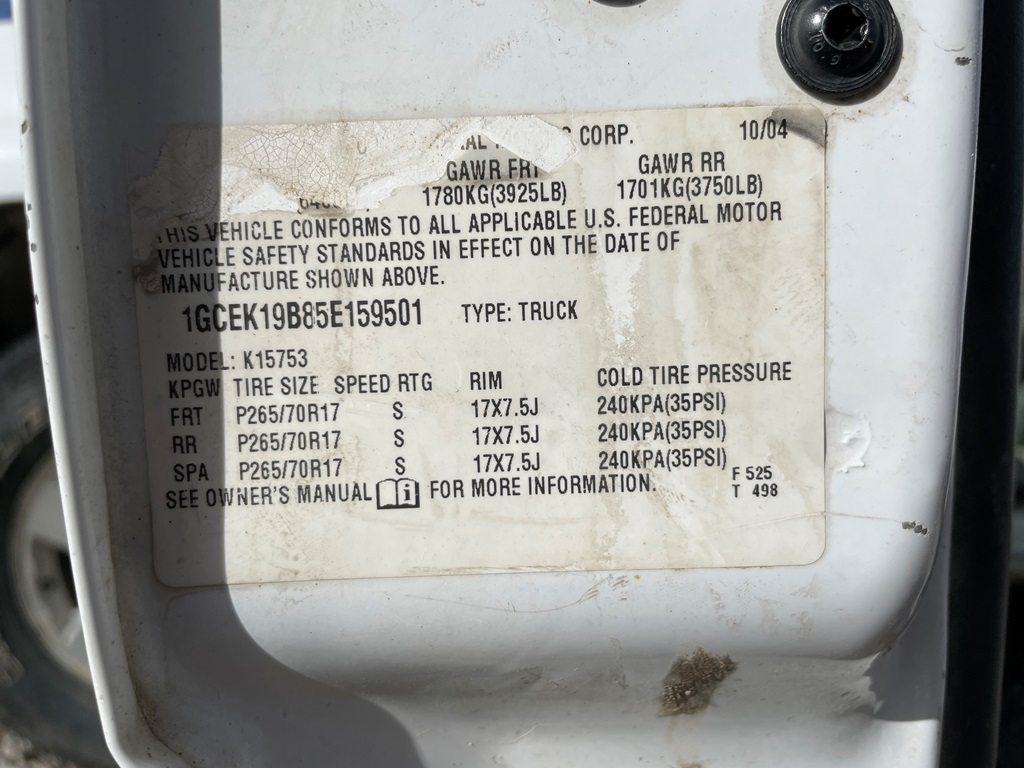 CORP. 10/04
GAWR FRT GAWR RR
1780KG(3925LB) 1701KG(3750LB)
THIS VEHICLE CONFORMS TO ALL APPLICABLE U.S. FEDERAL MOTOR
VEHICLE SAFETY STANDARDS IN EFFECT ON THE DATE OF
MANUFACTURE SHOWN ABOVE.
1GCEK19B85E159501 TYPE: TRUCK
MODEL: K15753
KPGW TIRE SIZE SPEED RTG RIM COLD TIRE PRESSURE
FRT P265/70R17 S 17X7.5J 240KPA(35PSI)
RR P265/70R17 S 17X7.5J 240KPA(35PSI)
SPA P265/70R17 S 17X7.5J 240KPA(35PSI)
SEE OWNER'S MANUAL FOR MORE INFORMATION.
F 525
T 498